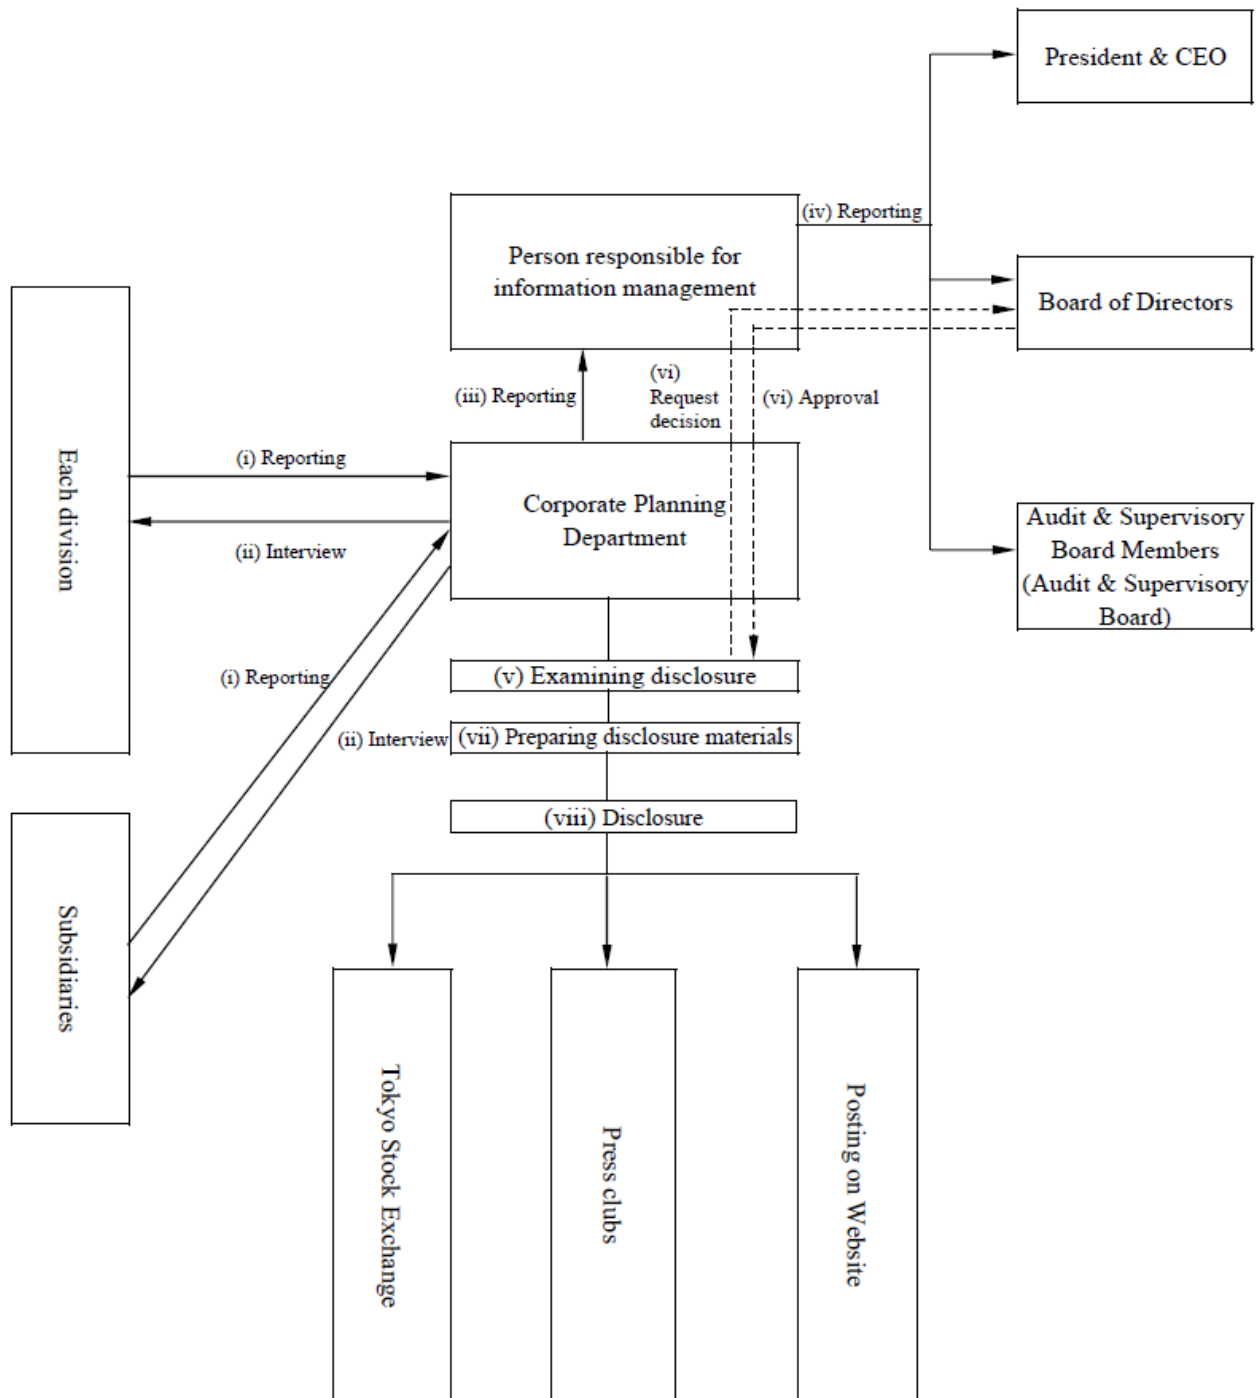 President & CEO
(iv) Reporting
Person responsible for
information management
Board of Directors
(iii) Reporting
(vi)
Request
decision
(vi) Approval
Each division
(i) Reporting
(ii) Interview
Corporate Planning
Department
Audit & Supervisory
Board Members
(Audit & Supervisory
Board)
(i) Reporting
(ii) Interview
(v) Examining disclosure
(vii) Preparing disclosure materials
(viii) Disclosure
Subsidiaries
Tokyo Stock Exchange
Press clubs
Posting on Website